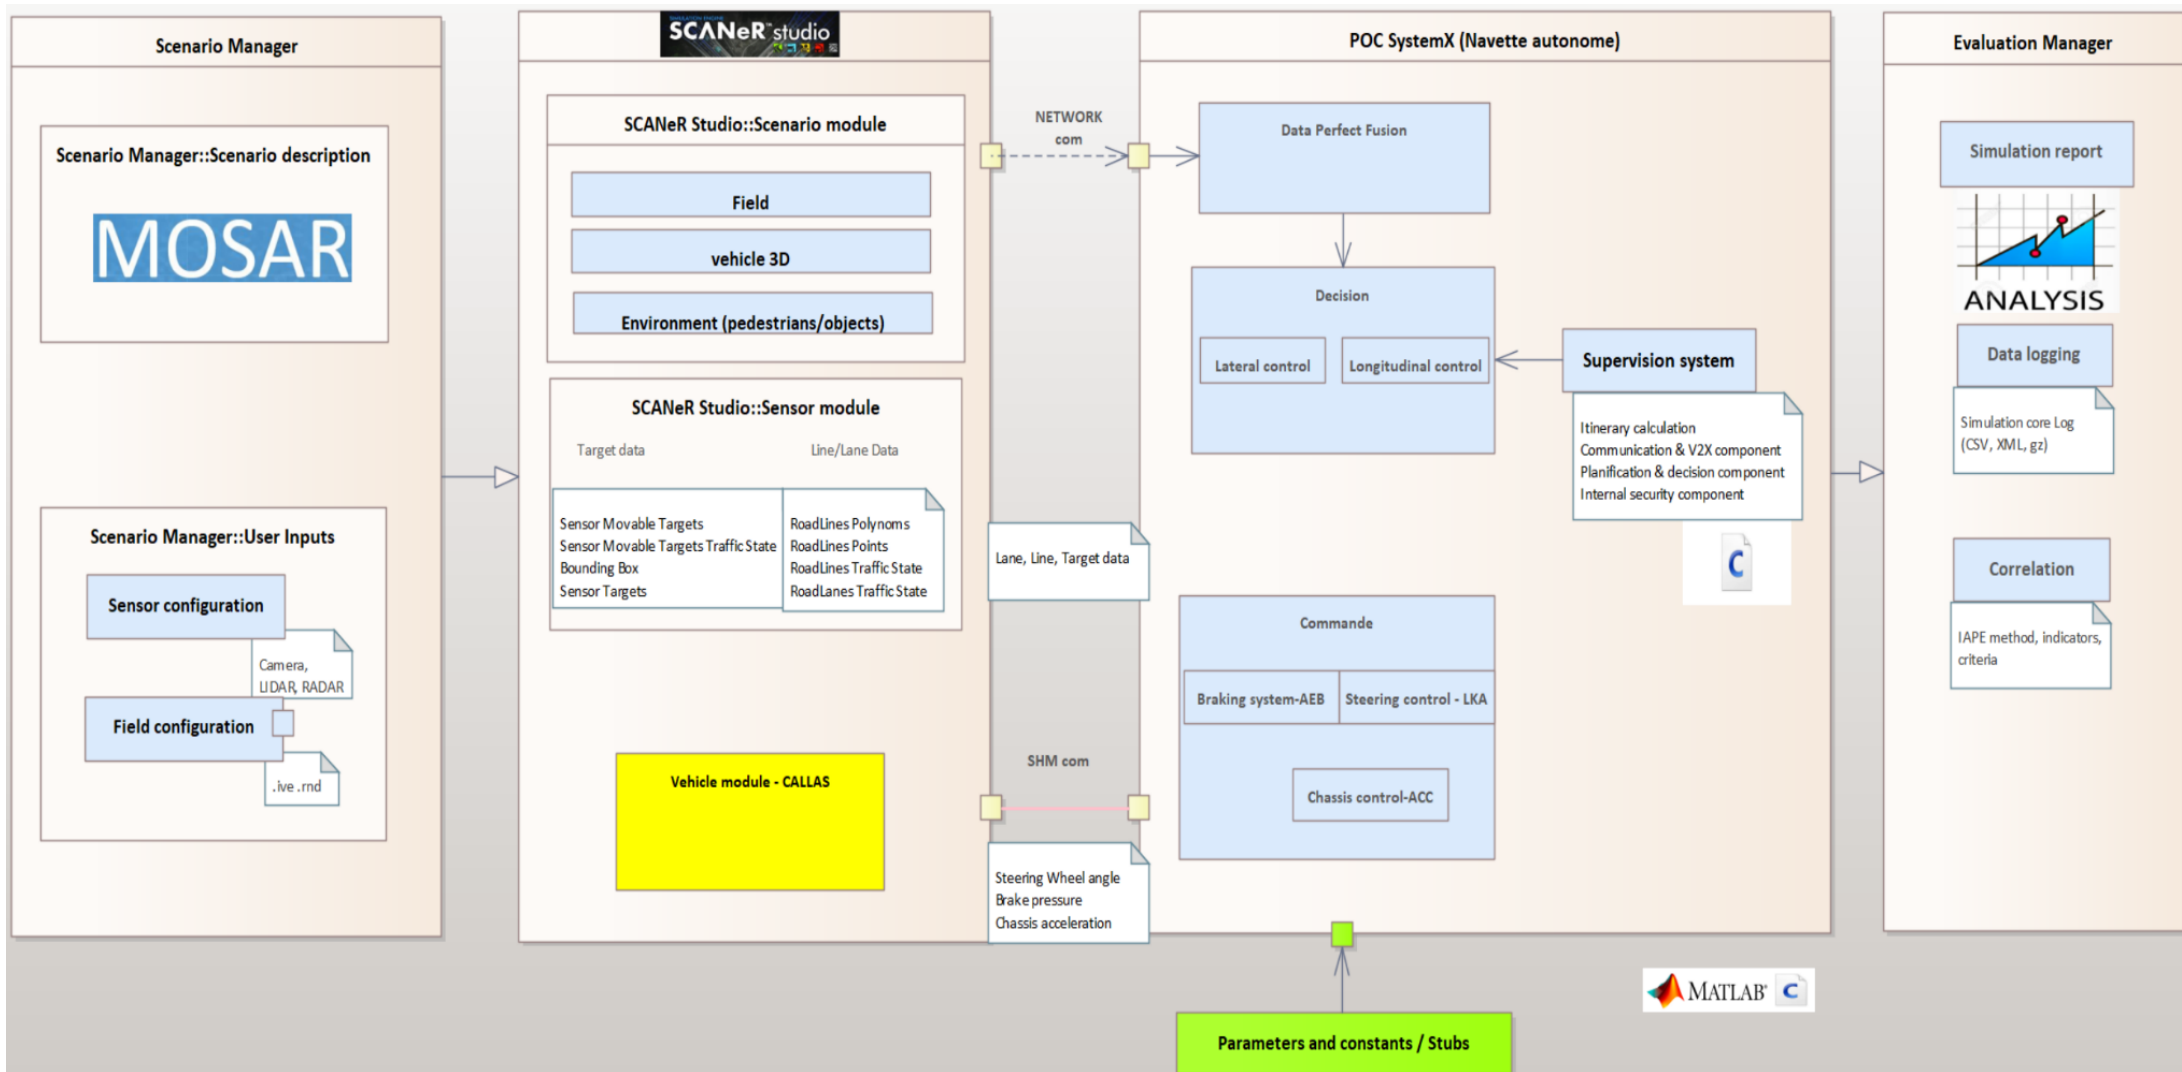 Scenario Manager
Scenario Manager::Scenario description
MOSAR
Scenario Manager::User Inputs
Sensor configuration
Camera,
LIDAR, RADAR
Field configuration
.ive .rnd
SCANeR studio
SCANeR Studio::Scenario module
Field
vehicle 3D
Environment (pedestrians/objects)
SCANeR Studio::Sensor module
Target data
Line/Lane Data
Sensor Movable Targets
Sensor Movable Targets Traffic State
Bounding Box
Sensor Targets
RoadLines Polynoms
RoadLines Points
RoadLines Traffic State
RoadLanes Traffic State
Vehicle module - CALLAS
NETWORK
com
Lane, Line, Target data
SHM com
Steering Wheel angle
Brake pressure
Chassis acceleration
POC SystemX (Navette autonome)
Data Perfect Fusion
Decision
Lateral control
Longitudinal control
Supervision system
Itinerary calculation
Communication & V2X component
Planification & decision component
Internal security component
C
Commande
Braking system-AEB
Steering control - LKA
Chassis control-ACC
Parameters and constants / Stubs
MATLAB
C
Evaluation Manager
Simulation report
ANALYSIS
Data logging
Simulation core Log
(CSV, XML, gz)
Correlation
IAPE method, indicators,
criteria